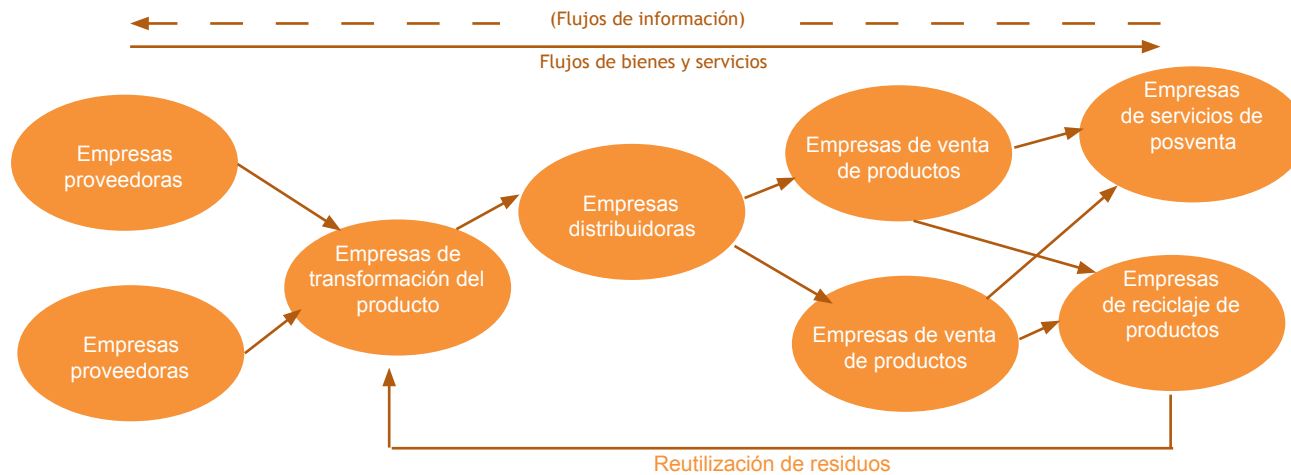 (Flujos de información)
Flujos de bienes y servicios
Empresas
proveedoras
Empresas
proveedoras
Empresas de
transformación del
producto
Empresas
distribuidoras
Empresas de venta
de productos
Empresas de venta
de productos
Empresas
de servicios de
posventa
Empresas
de reciclaje de
productos
Reutilización de residuos